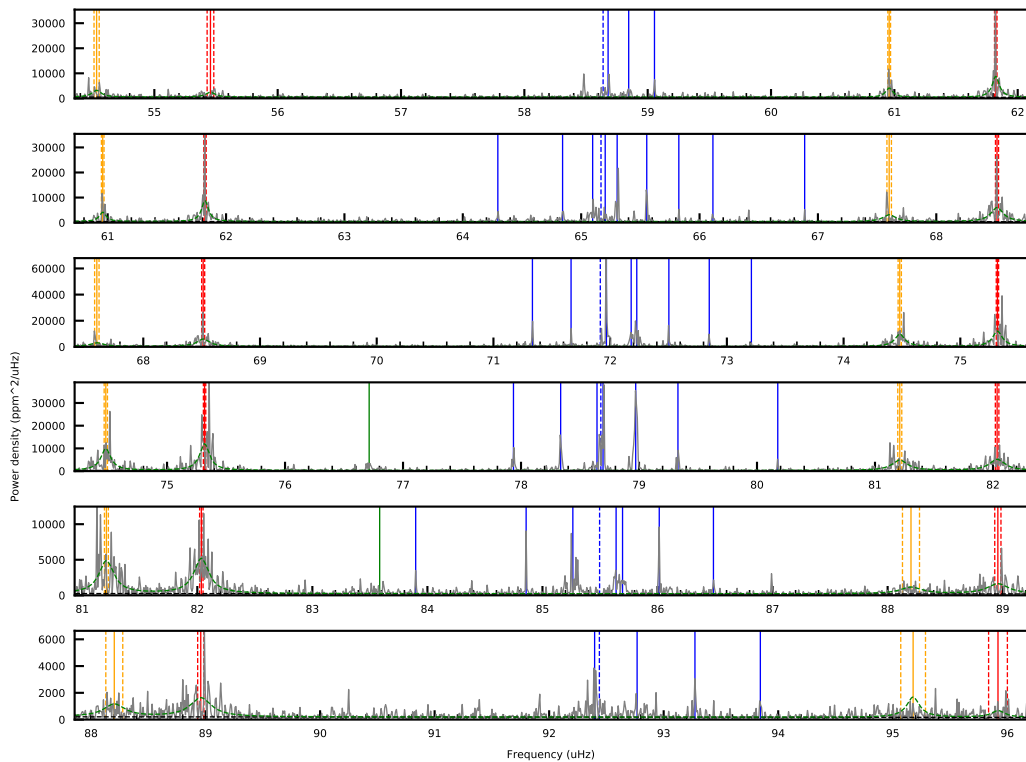 30000
20000
10000
0
55 56 57 58 59 60 61 62
30000
20000
10000
0
61 62 63 64 65 66 67 68
60000
40000
20000
0
68 69 70 71 72 73 74 75
Power density (ppm^2/uHz)
30000
20000
10000
0
75 76 77 78 79 80 81 82
10000
5000
0
81 82 83 84 85 86 87 88 89
6000
4000
2000
0
88 89 90 91 92 93 94 95 96
Frequency (uHz)